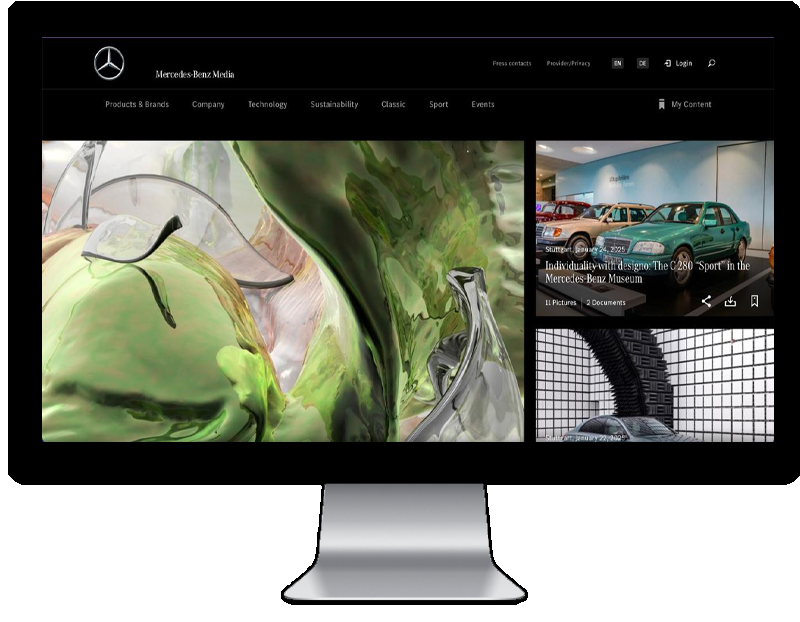 Mercedes-Benz Media
Press contacts
Provider/Privacy
EN
DE
Login
Products & Brands
Company
Technology
Sustainability
Classic
Sport
Events
My Content
Stuttgart, January 24, 2025
Individuality with designo: The C 280 “Sport” in the
Mercedes-Benz Museum
11 Pictures
2 Documents
Stuttgart, January 22, 2025